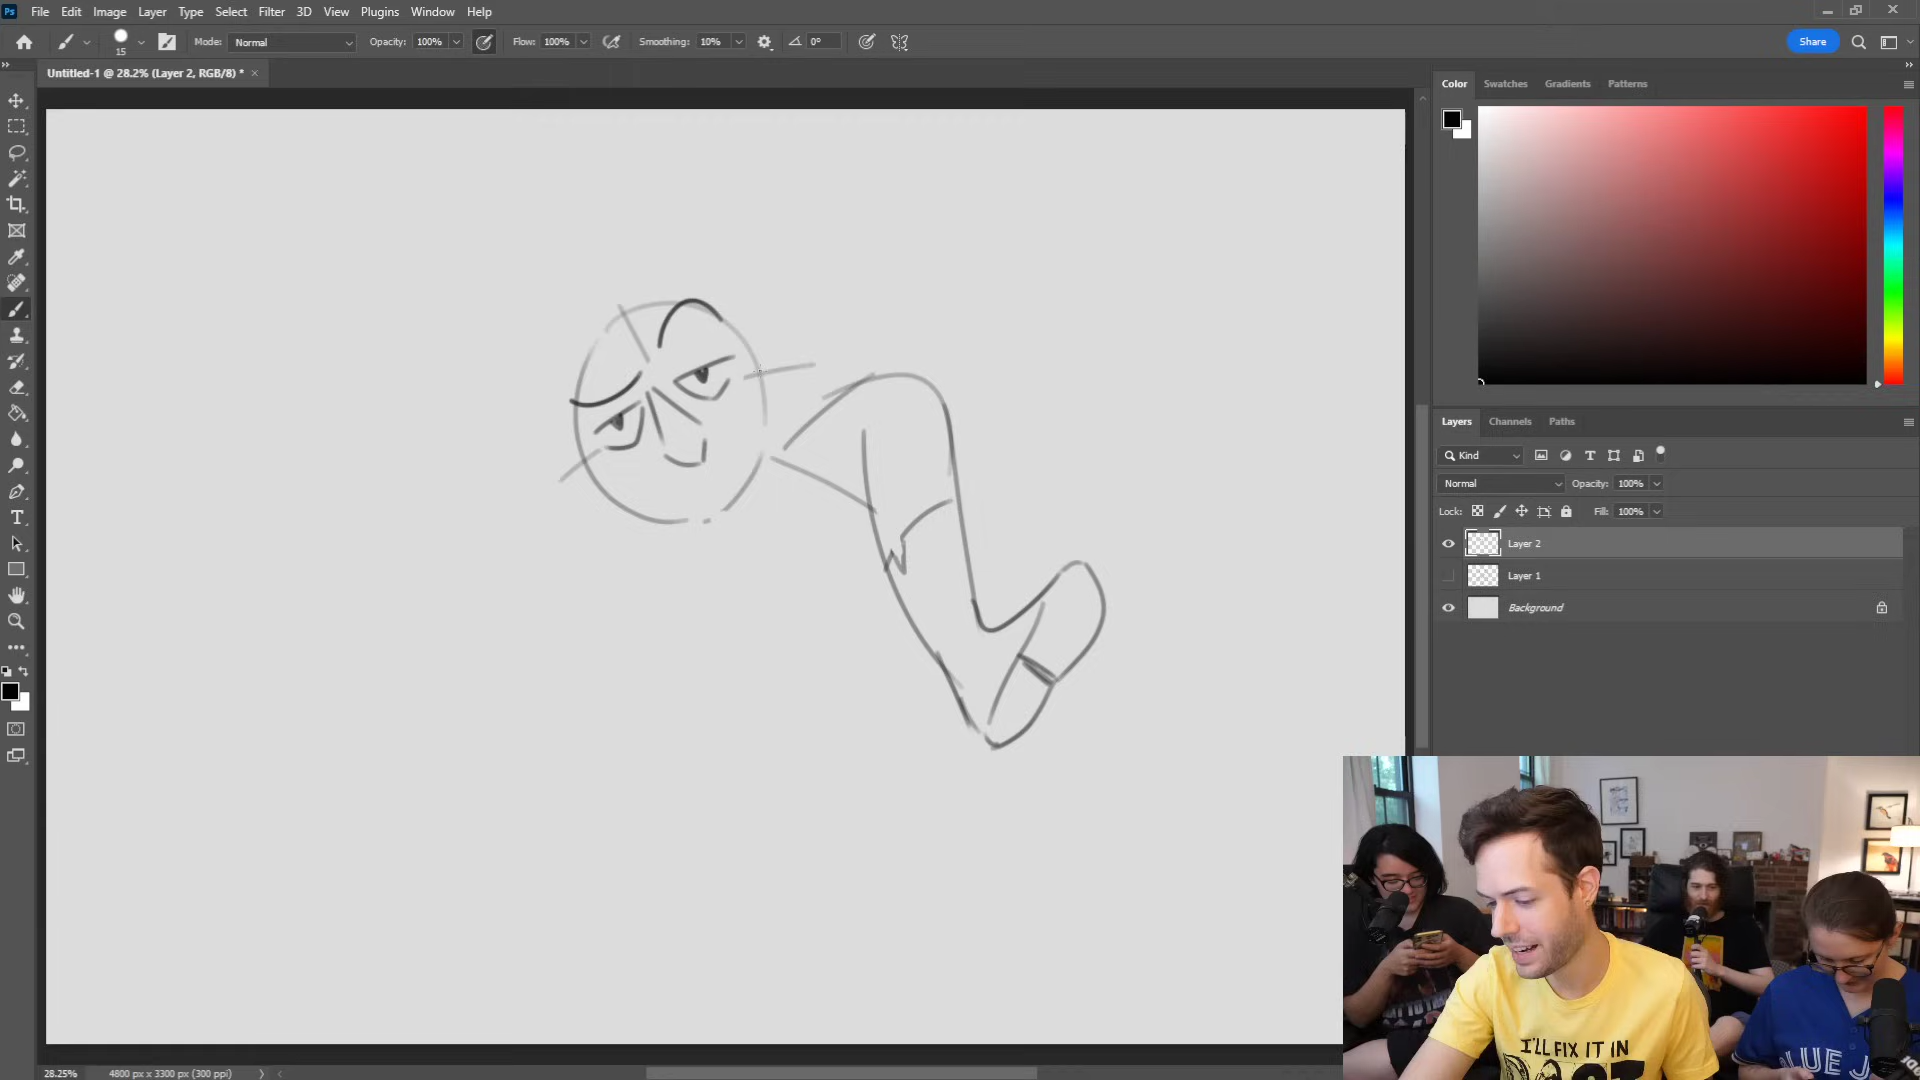 Ps File Edit Image Layer Type Select Filter 3D View Plugins Window Help
15 Mode: Normal Opacity: 100% Flow: 100% Smoothing: 10% 0° Share
Untitled-1 @ 28.2% (Layer 2, RGB/8) * ×
Color Swatches Gradients Patterns
Layers Channels Paths
Kind
Normal Opacity: 100%
Lock: Fill: 100%
Layer 2
Layer 1
Background
I'LL FIX IT IN
28.25% 4800 px x 3300 px (300 ppi)